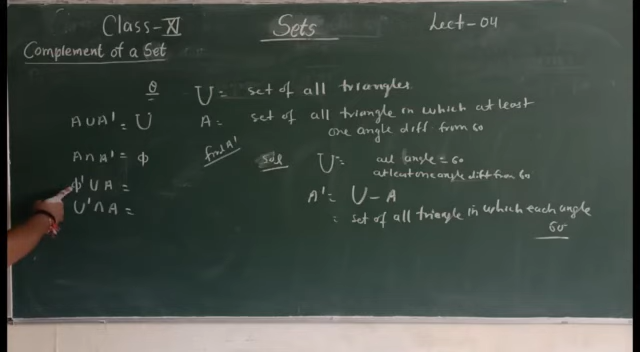 Class-XI
Sets
Lect-04
Complement of a Set
θ U = set of all triangles
A∪A' = U
A = set of all triangle in which at least
one angle diff from 60
A∩A' = φ
find A'
Sol U = all angle = 60
at least one angle diff from 60
φ'∪A =
U'∩A =
A' = U - A
= set of all triangle in which each angle
60°